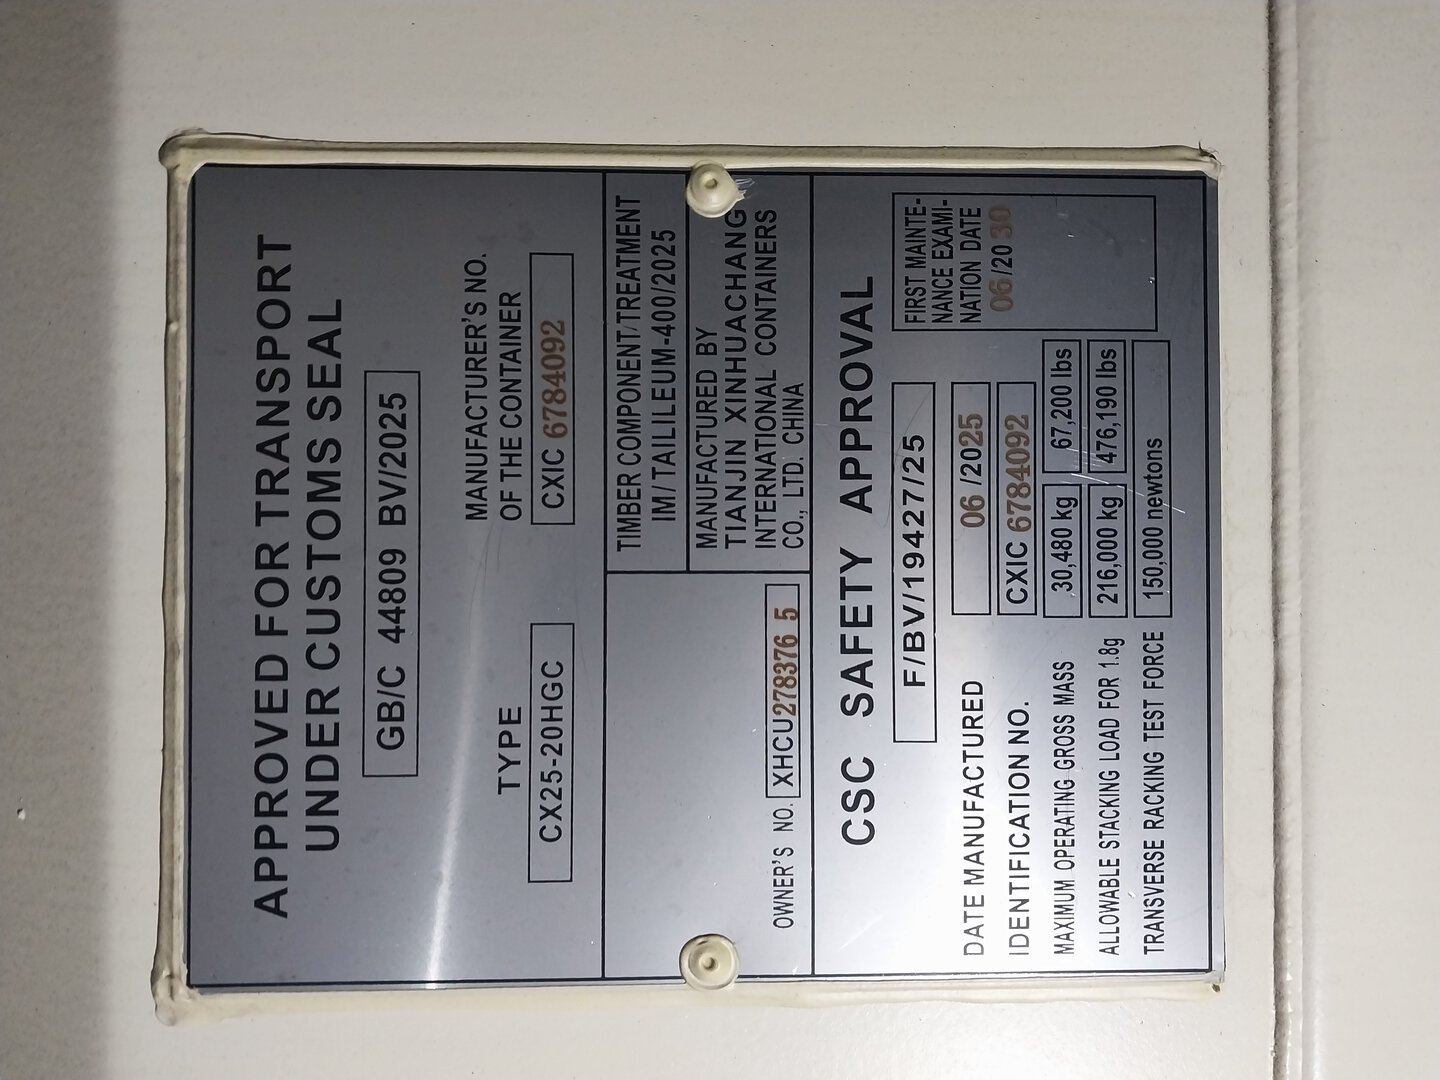 APPROVED FOR TRANSPORT
UNDER CUSTOMS SEAL
GB/C 44809 BV/2025
TYPE
CX25-20HGC
MANUFACTURER'S NO.
OF THE CONTAINER
CXIC 6784092
OWNER'S NO. XHCU278376 5
TIMBER COMPONENT/TREATMENT
IM/TAILILEUM-400/2025
MANUFACTURED BY
TIANJIN XINHUACHANG
INTERNATIONAL CONTAINERS
CO., LTD. CHINA
CSC SAFETY APPROVAL
F/BV/19427/25
DATE MANUFACTURED 06 /2025
IDENTIFICATION NO. CXIC 6784092
MAXIMUM OPERATING GROSS MASS 30,480 kg 67,200 lbs
ALLOWABLE STACKING LOAD FOR 1.8g 216,000 kg 476,190 lbs
TRANSVERSE RACKING TEST FORCE 150,000 newtons
FIRST MAINTE-
NANCE EXAMI-
NATION DATE
06/20 30